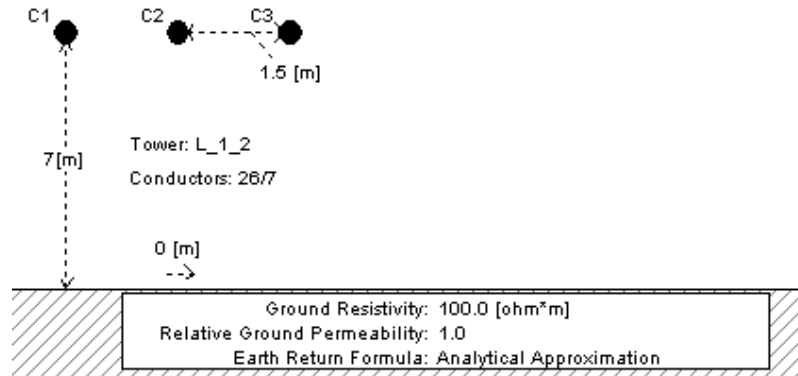 C1 C2 C3
1.5 [m]
7[m]
Tower: L_1_2
Conductors: 26/7
0 [m]
Ground Resistivity: 100.0 [ohm*m]
Relative Ground Permeability: 1.0
Earth Return Formula: Analytical Approximation